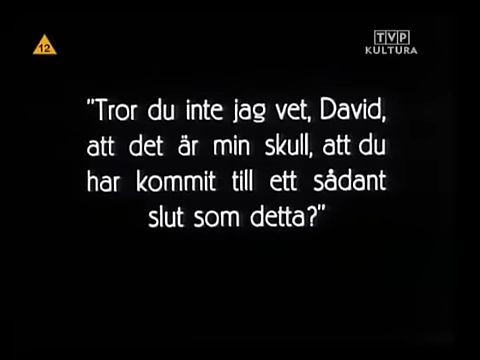 12
TVP
KULTURA
"Tror du inte jag vet, David,
att det är min skull, att du
har kommit till ett sådant
slut som detta?"